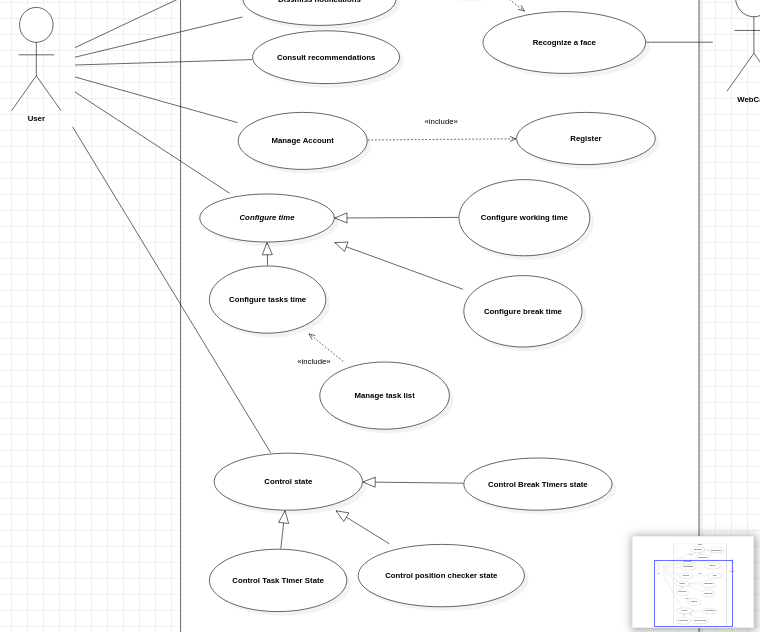 Dismiss notifications
Consult recommendations
Recognize a face
User
«include»
Manage Account
Register
Configure time
Configure working time
Configure tasks time
Configure break time
«include»
Manage task list
Control state
Control Break Timers state
Control Task Timer State
Control position checker state